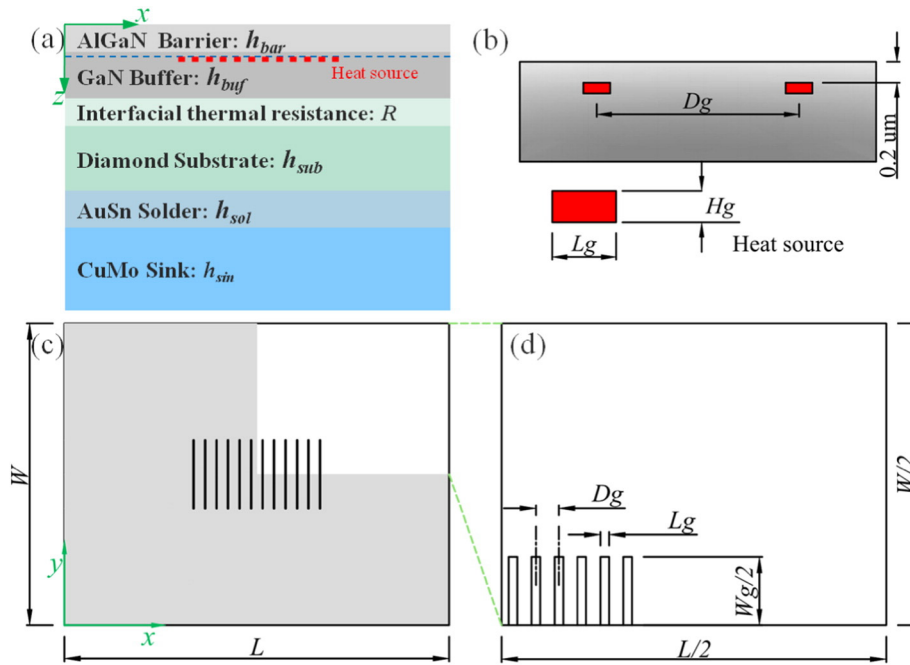 (a)
x
z
AlGaN Barrier: hbar
Heat source
GaN Buffer: hbuf
Interfacial thermal resistance: R
Diamond Substrate: hsub
AuSn Solder: hsol
CuMo Sink: hsin
(b)
Dg
0.2 um
Hg
Lg
Heat source
(c)
W
y
x
L
(d)
Dg
Lg
Wg/2
W/2
L/2